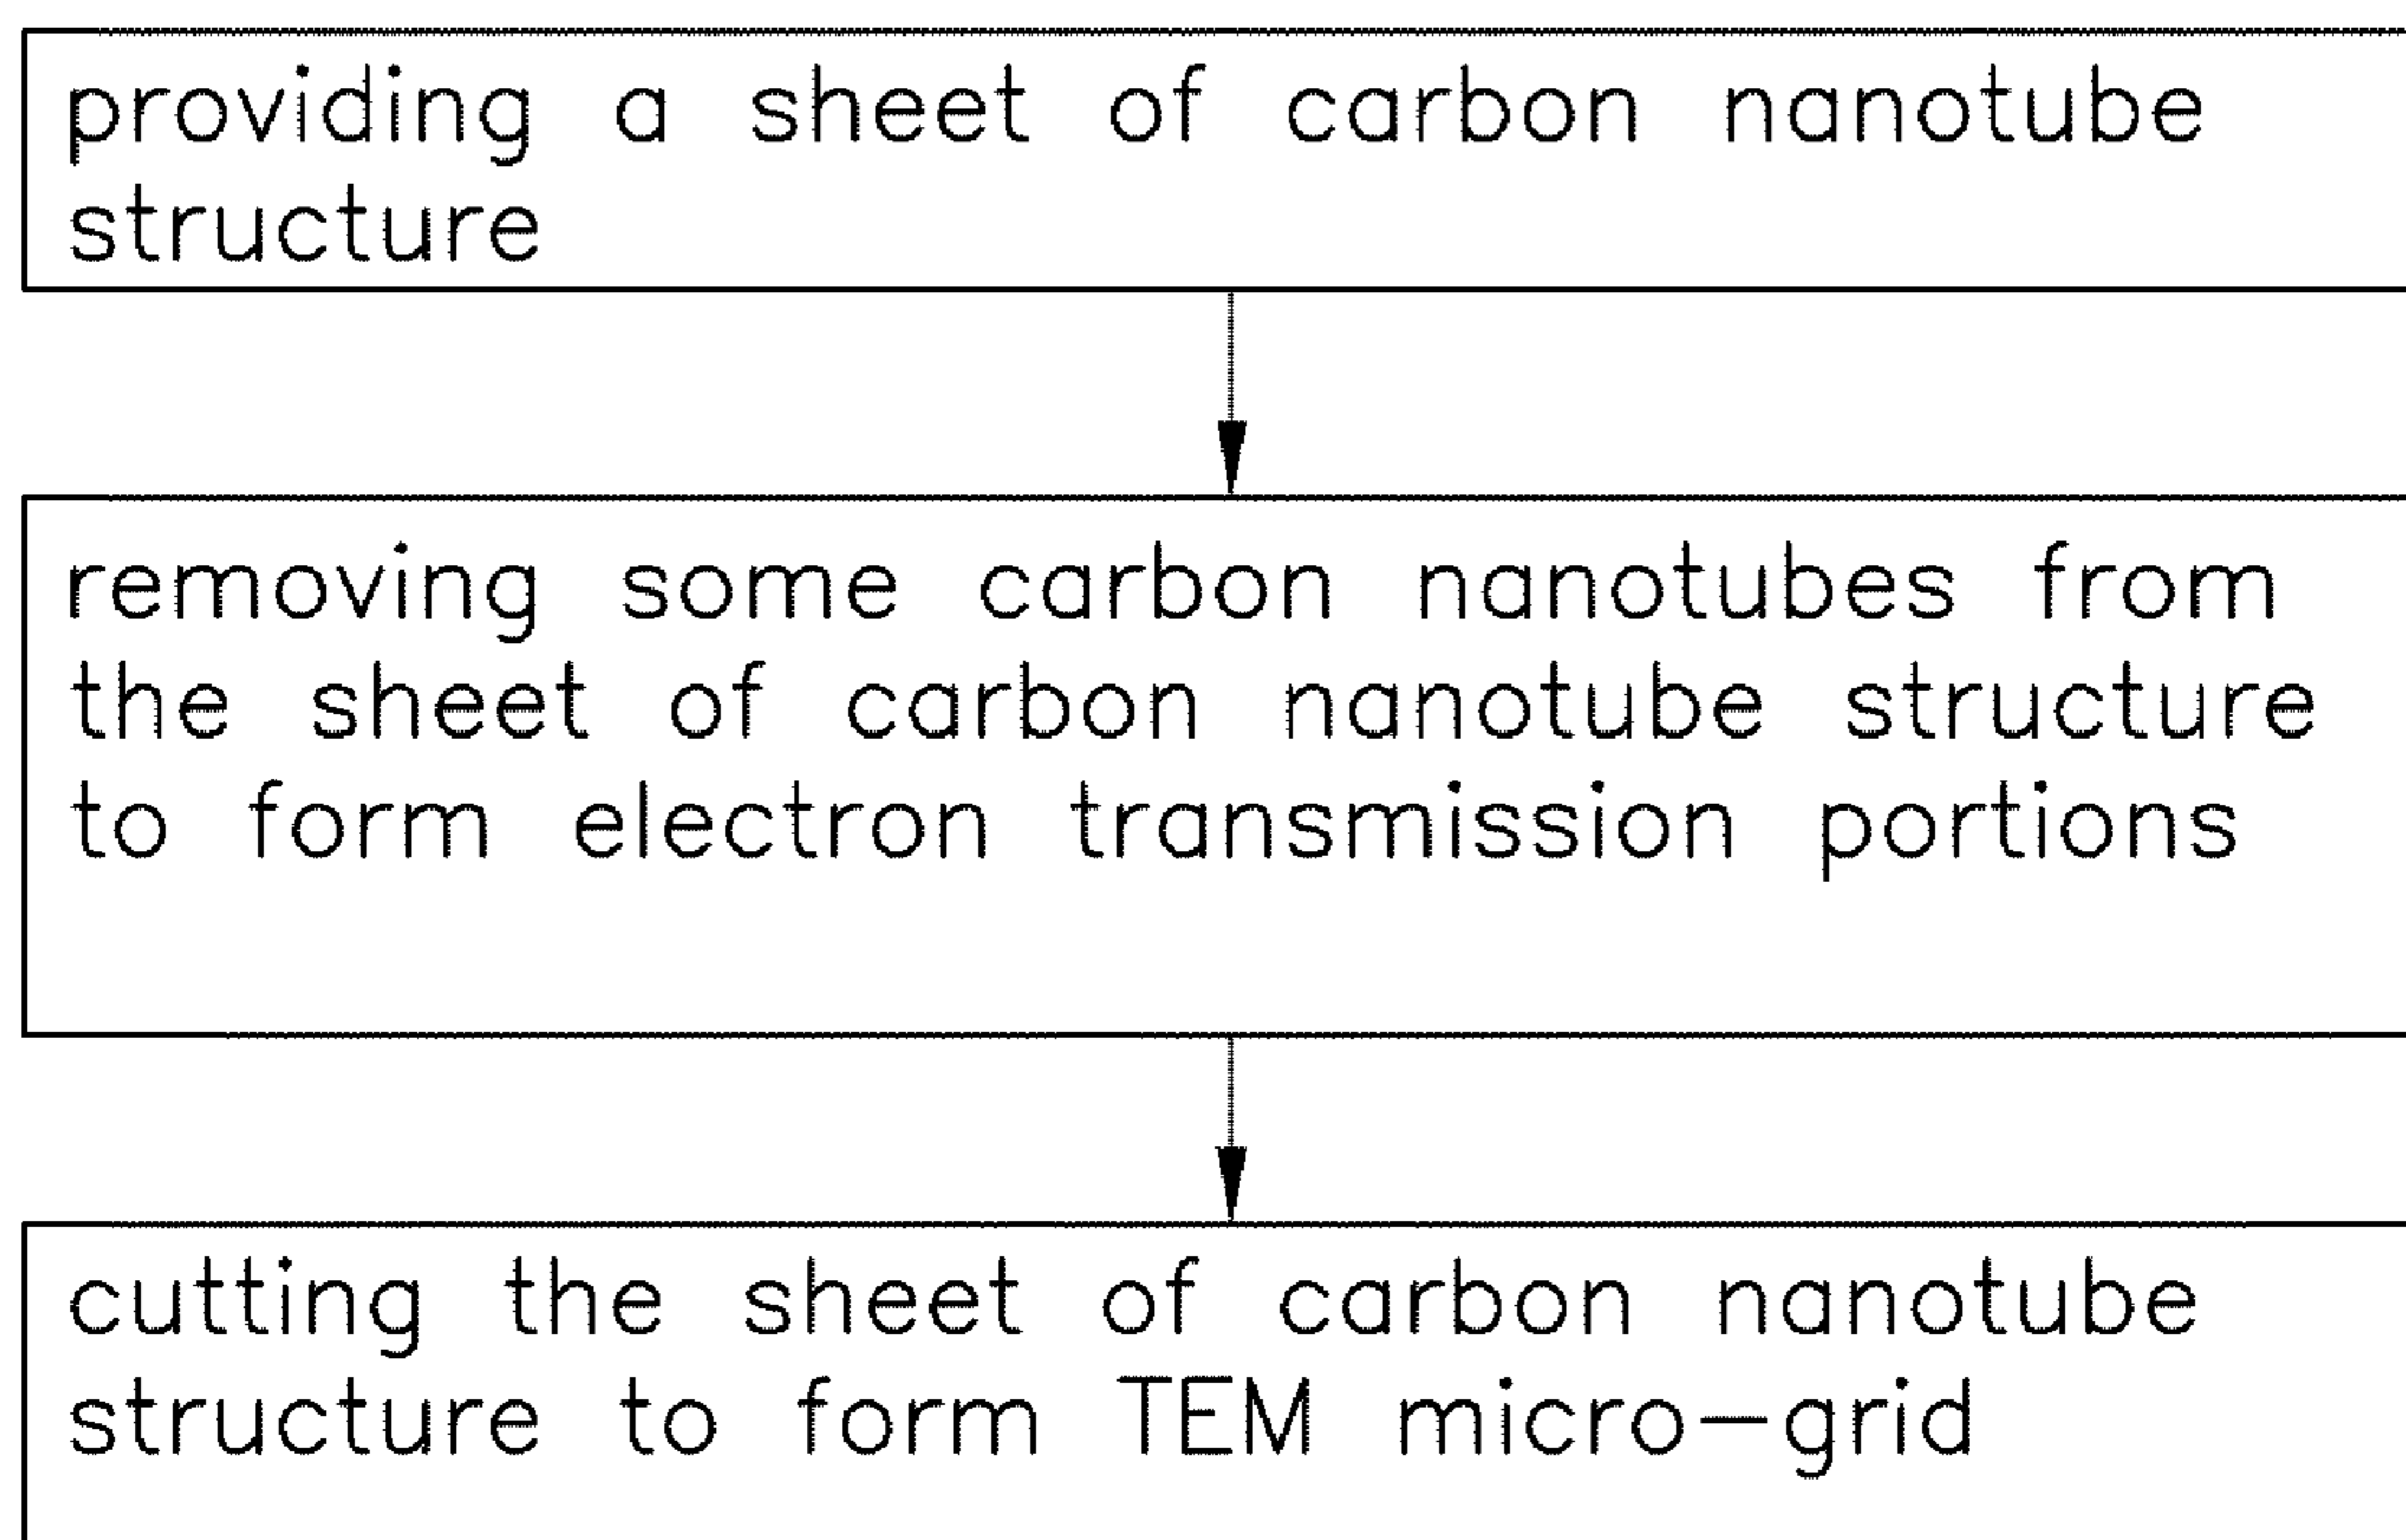 providing a sheet of carbon nanotube
structure
removing some carbon nanotubes from
the sheet of carbon nanotube structure
to form electron transmission portions
cutting the sheet of carbon nanotube
structure to form TEM micro-grid